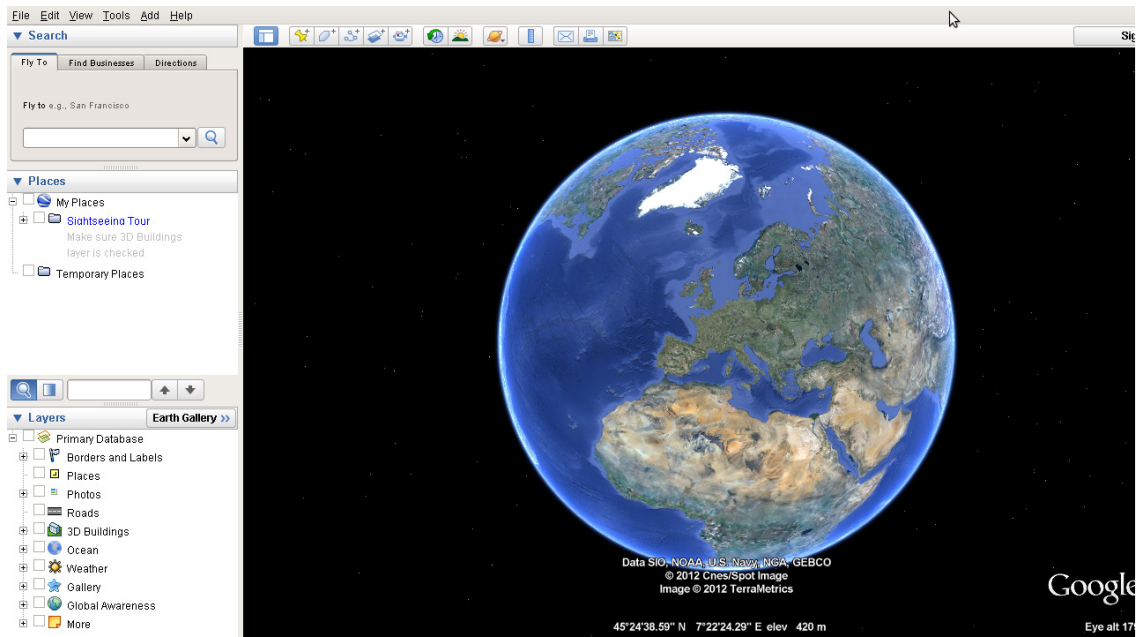 File Edit View Tools Add Help
Search
Fly To Find Businesses Directions
Fly to e.g., San Francisco
Places
My Places
Sightseeing Tour
Make sure 3D Buildings
layer is checked
Temporary Places
Layers Earth Gallery >>
Primary Database
Borders and Labels
Places
Photos
Roads
3D Buildings
Ocean
Weather
Gallery
Global Awareness
More
Sig
Data SIO, NOAA, U.S. Navy, NGA, GEBCO
© 2012 Cnes/Spot Image
Image © 2012 TerraMetrics
Google
45°24'38.59" N 7°22'24.29" E elev 420 m
Eye alt 179